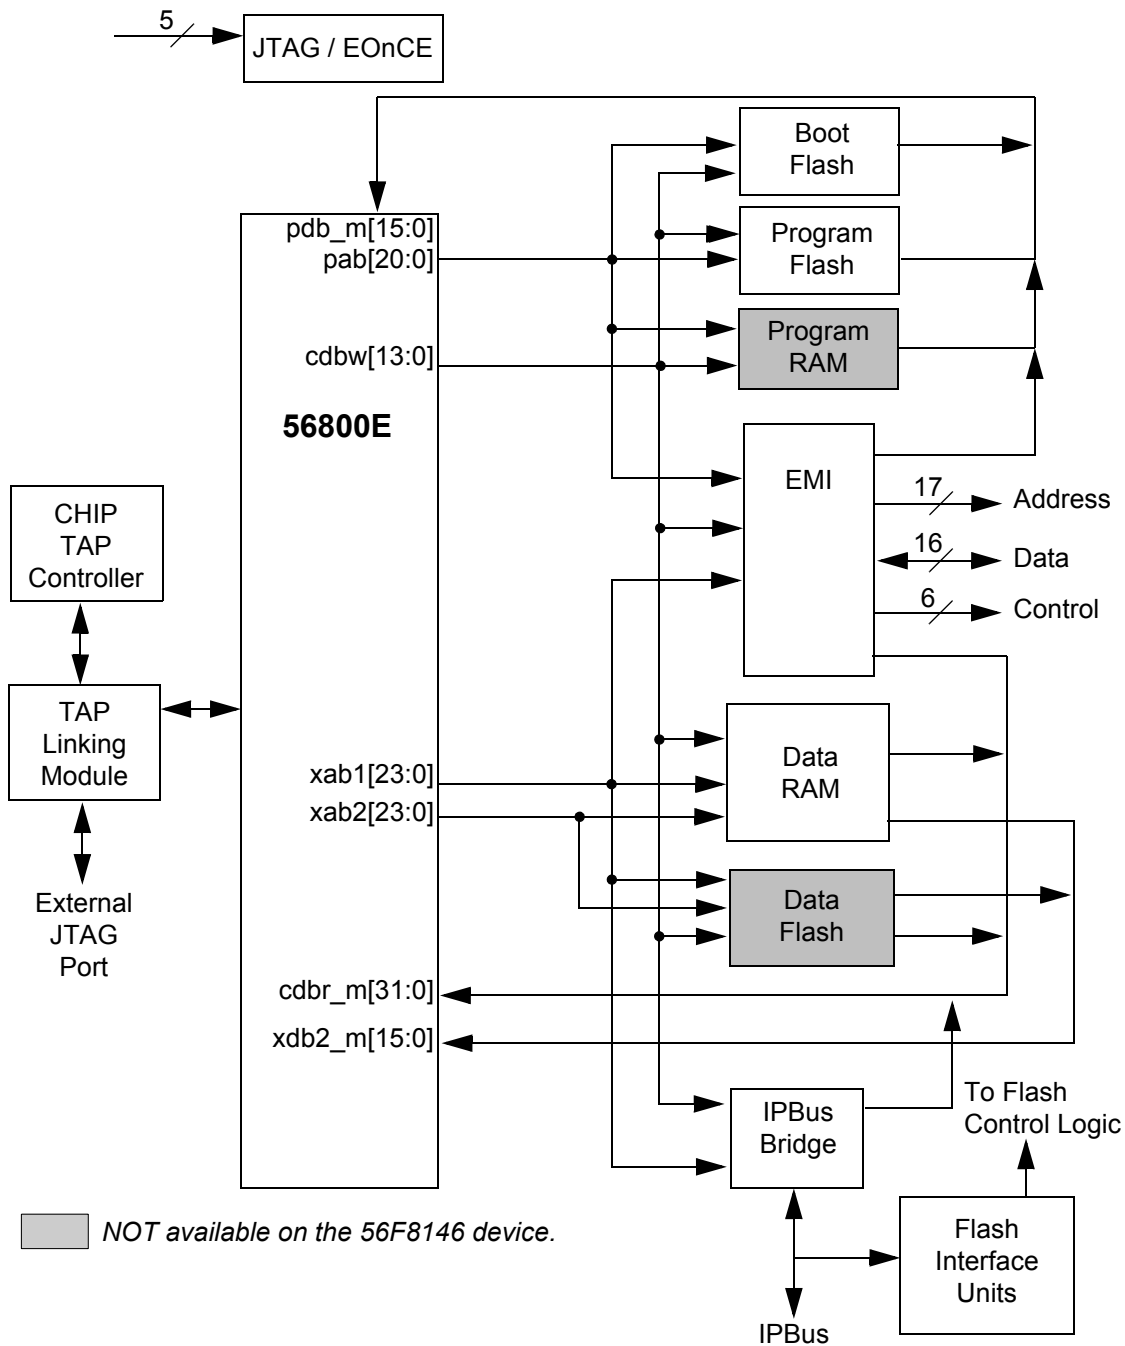 5
JTAG / EOnCE
Boot
Flash
pdb_m[15:0]
pab[20:0]
Program
Flash
cdbw[13:0]
Program
RAM
56800E
EMI
17
Address
16
Data
6
Control
CHIP
TAP
Controller
TAP
Linking
Module
External
JTAG
Port
xab1[23:0]
xab2[23:0]
Data
RAM
Data
Flash
cdbr_m[31:0]
xdb2_m[15:0]
IPBus
Bridge
To Flash
Control Logic
NOT available on the 56F8146 device.
Flash
Interface
Units
IPBus